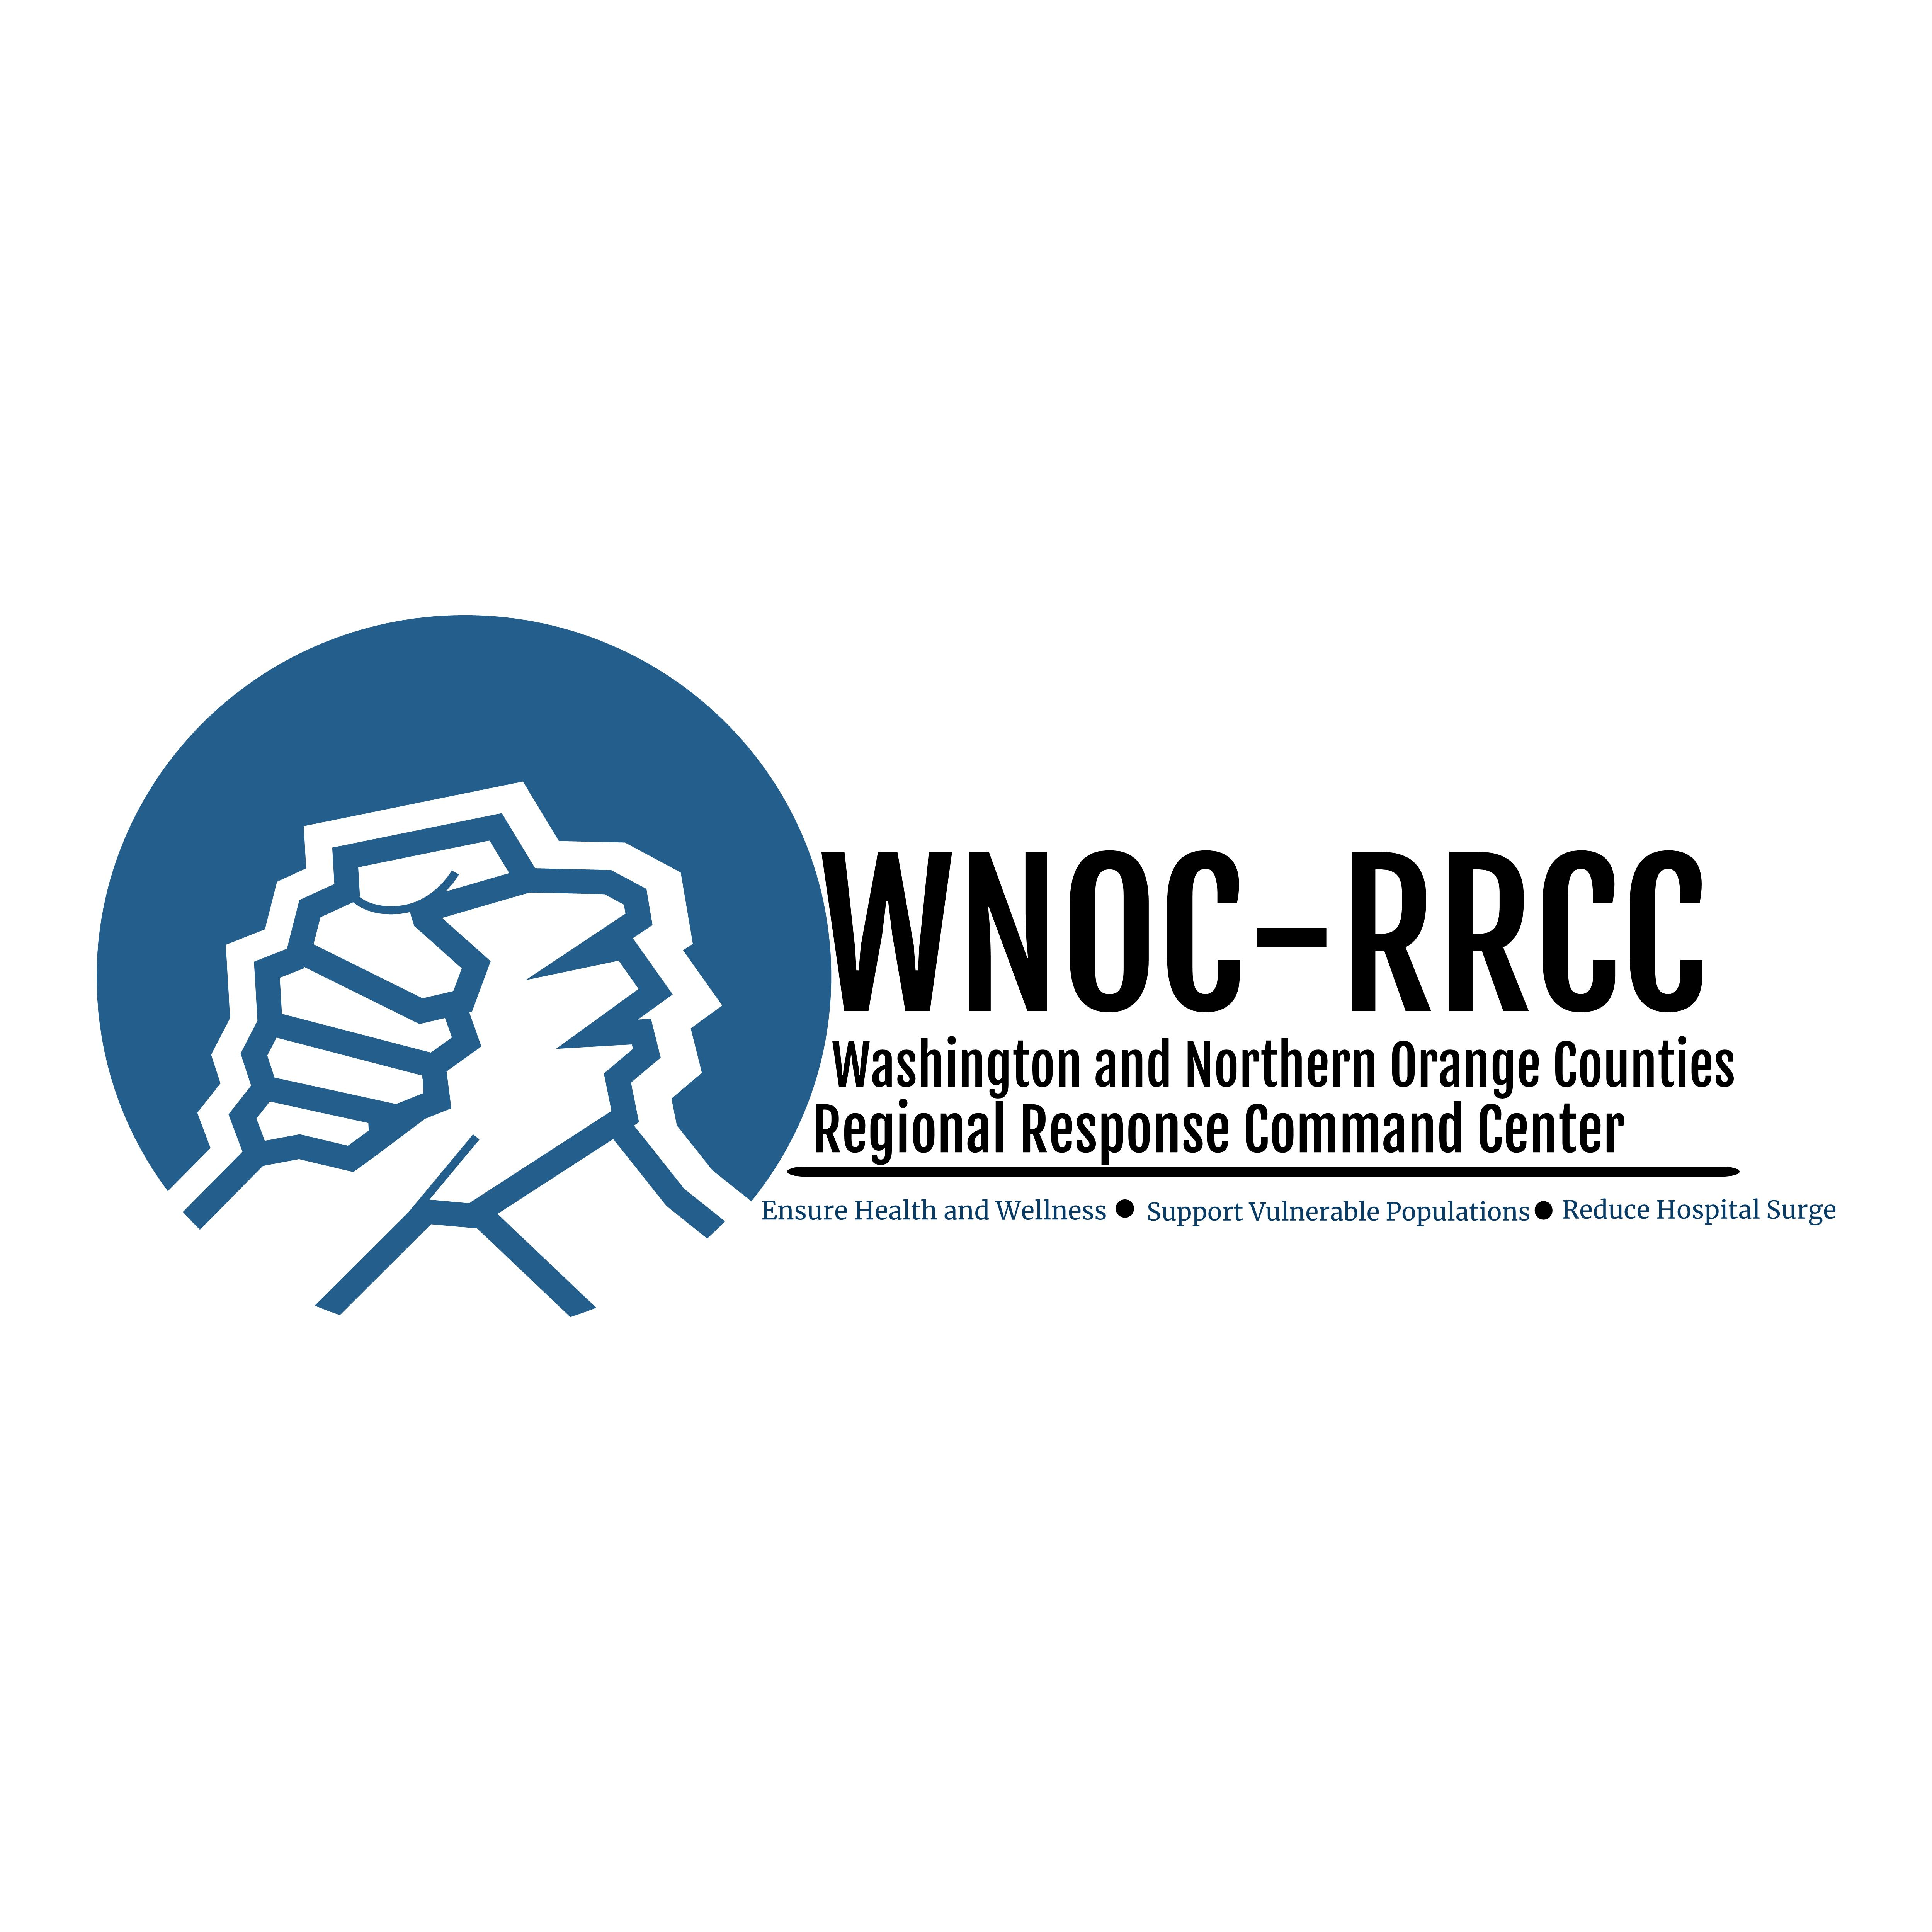 WNOC-RRCC
Washington and Northern Orange Counties
Regional Response Command Center
Ensure Health and Wellness ● Support Vulnerable Populations ● Reduce Hospital Surge